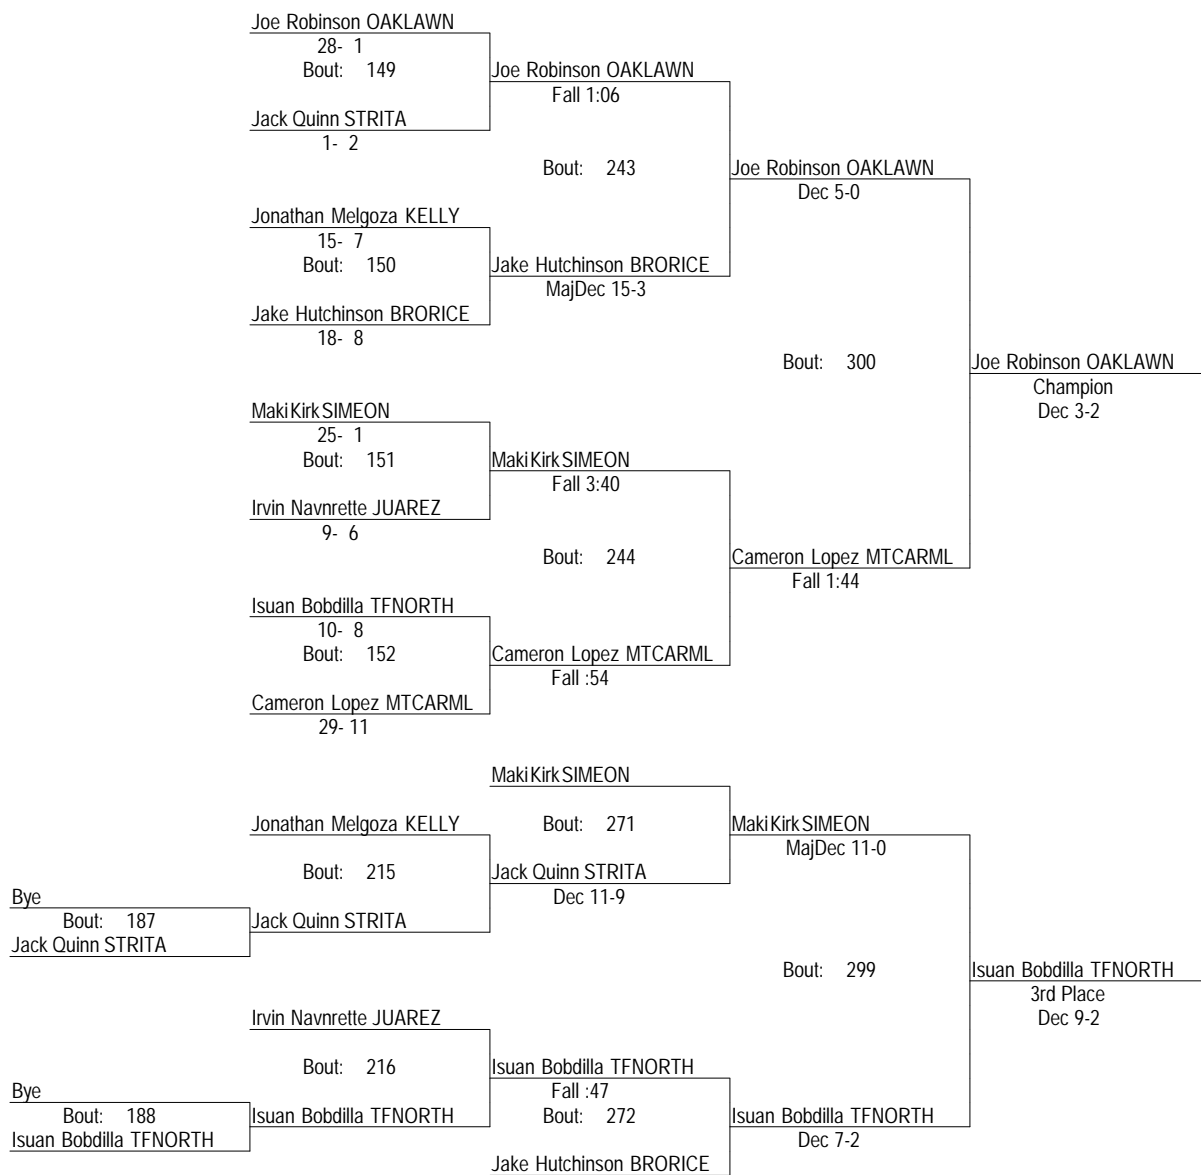 Joe Robinson OAKLAWN
28- 1
Bout: 149
Joe Robinson OAKLAWN
Fall 1:06
Jack Quinn STRITA
1- 2
Bout: 243
Joe Robinson OAKLAWN
Dec 5-0
Jonathan Melgoza KELLY
15- 7
Bout: 150
Jake Hutchinson BRORICE
MajDec 15-3
Jake Hutchinson BRORICE
18- 8
Bout: 300
Joe Robinson OAKLAWN
Champion
Dec 3-2
Maki Kirk SIMEON
25- 1
Bout: 151
Maki Kirk SIMEON
Fall 3:40
Irvin Navnrette JUAREZ
9- 6
Bout: 244
Cameron Lopez MTCARML
Fall 1:44
Isuan Bobdilla TFNORTH
10- 8
Bout: 152
Cameron Lopez MTCARML
Fall :54
Cameron Lopez MTCARML
29- 11
Maki Kirk SIMEON
Jonathan Melgoza KELLY
Bout: 271
Maki Kirk SIMEON
MajDec 11-0
Bout: 215
Jack Quinn STRITA
Dec 11-9
Bye
Bout: 187
Jack Quinn STRITA
Jack Quinn STRITA
Bout: 299
Isuan Bobdilla TFNORTH
3rd Place
Dec 9-2
Irvin Navnrette JUAREZ
Bout: 216
Isuan Bobdilla TFNORTH
Fall :47
Bye
Bout: 188
Isuan Bobdilla TFNORTH
Isuan Bobdilla TFNORTH
Bout: 272
Isuan Bobdilla TFNORTH
Dec 7-2
Jake Hutchinson BRORICE